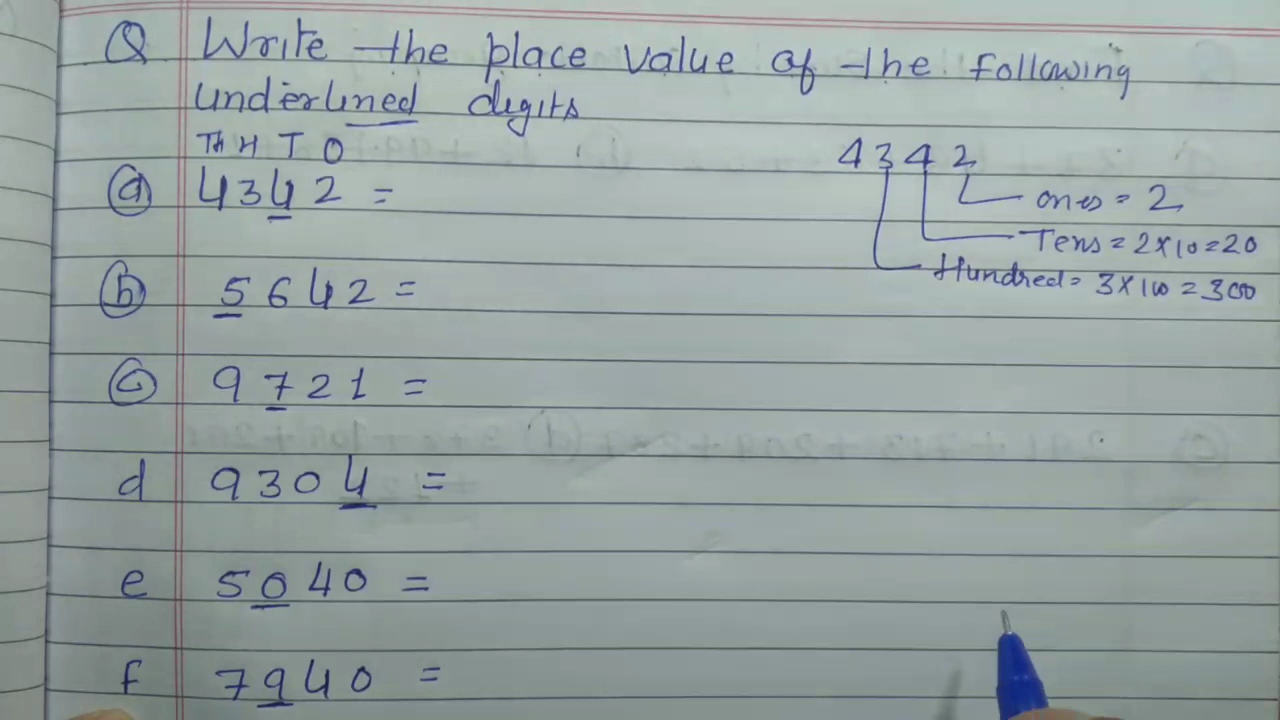 Q Write the place value of the following
underlined digits
Th H T O
a 4342 =
4342
ones = 2
Tens = 2×10=20
Hundred = 3×100=300
b 5642 =
c 9721 =
d 9304 =
e 5040 =
f 7940 =